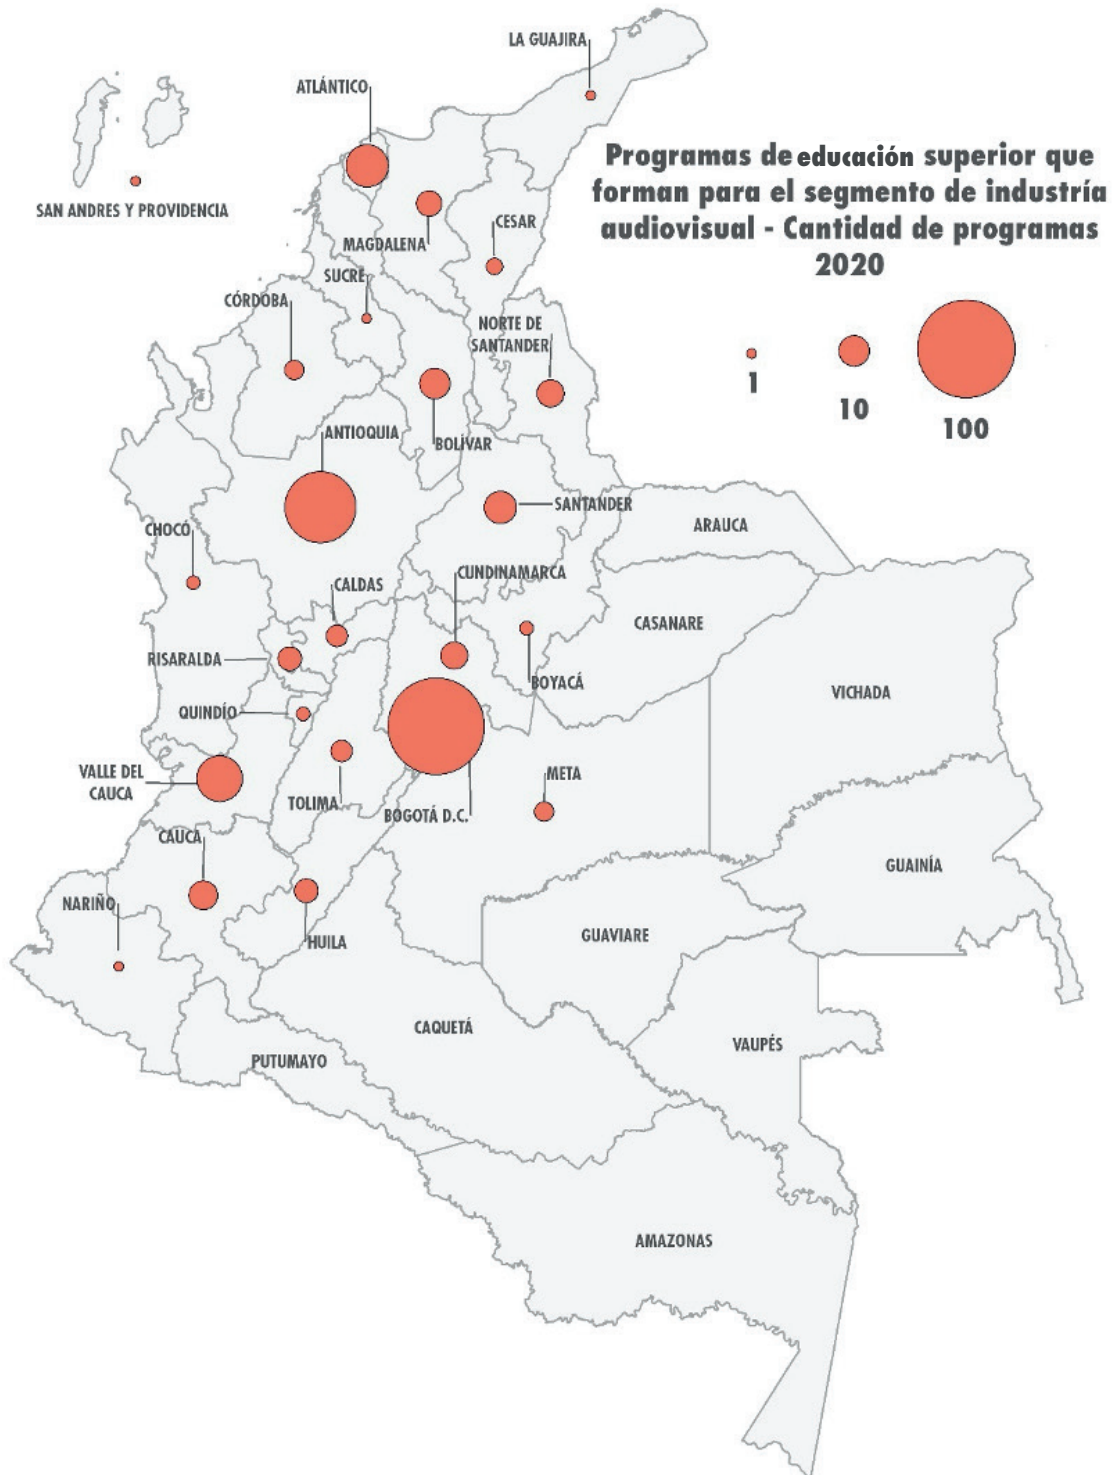 LA GUAJIRA
ATLÁNTICO
Programas de educación superior que
forman para el segmento de industría
audiovisual - Cantidad de programas
2020
SAN ANDRES Y PROVIDENCIA
CESAR
MAGDALENA
SUCRE
CÓRDOBA
NORTE DE
SANTANDER
1
10
100
ANTIOQUIA
BOLÍVAR
SANTANDER
ARAUCA
CHOCÓ
CUNDINAMARCA
CALDAS
CASANARE
RISARALDA
BOYACÁ
VICHADA
QUINDÍO
VALLE DEL
CAUCA
META
TOLIMA
BOGOTÁ D.C.
CAUCA
GUAINÍA
NARIÑO
HUILA
GUAVIARE
CAQUETÁ
VAUPÉS
PUTUMAYO
AMAZONAS